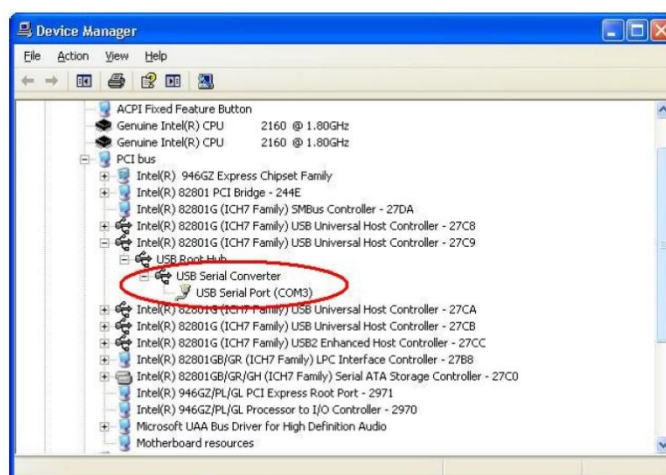 Device Manager
File Action View Help
ACPI Fixed Feature Button
Genuine Intel(R) CPU 2160 @ 1.80GHz
Genuine Intel(R) CPU 2160 @ 1.80GHz
PCI bus
Intel(R) 946GZ Express Chipset Family
Intel(R) 82801 PCI Bridge - 244E
Intel(R) 82801G (ICH7 Family) SMBus Controller - 27DA
Intel(R) 82801G (ICH7 Family) USB Universal Host Controller - 27C8
Intel(R) 82801G (ICH7 Family) USB Universal Host Controller - 27C9
USB Root Hub
USB Serial Converter
USB Serial Port (COM3)
Intel(R) 82801G (ICH7 Family) USB Universal Host Controller - 27CA
Intel(R) 82801G (ICH7 Family) USB Universal Host Controller - 27CB
Intel(R) 82801G (ICH7 Family) USB2 Enhanced Host Controller - 27CC
Intel(R) 82801GB/GR (ICH7 Family) LPC Interface Controller - 27B8
Intel(R) 82801GB/GR/GH (ICH7 Family) Serial ATA Storage Controller - 27C0
Intel(R) 946GZ/PL/GL PCI Express Root Port - 2971
Intel(R) 946GZ/PL/GL Processor to I/O Controller - 2970
Microsoft UAA Bus Driver for High Definition Audio
Motherboard resources